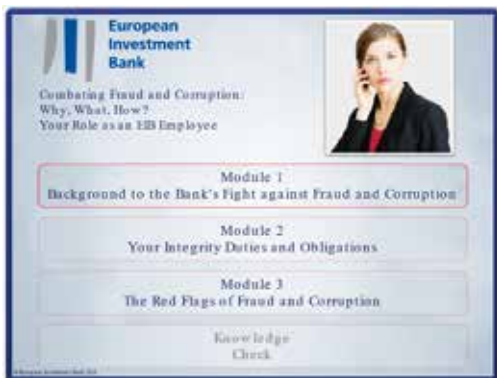 European
Investment
Bank
Combating Fraud and Corruption:
Why, What, How?
Your Role as an EIB Employee
Module 1
Background to the Bank's Fight against Fraud and Corruption
Module 2
Your Integrity Duties and Obligations
Module 3
The Red Flags of Fraud and Corruption
Knowledge
Check